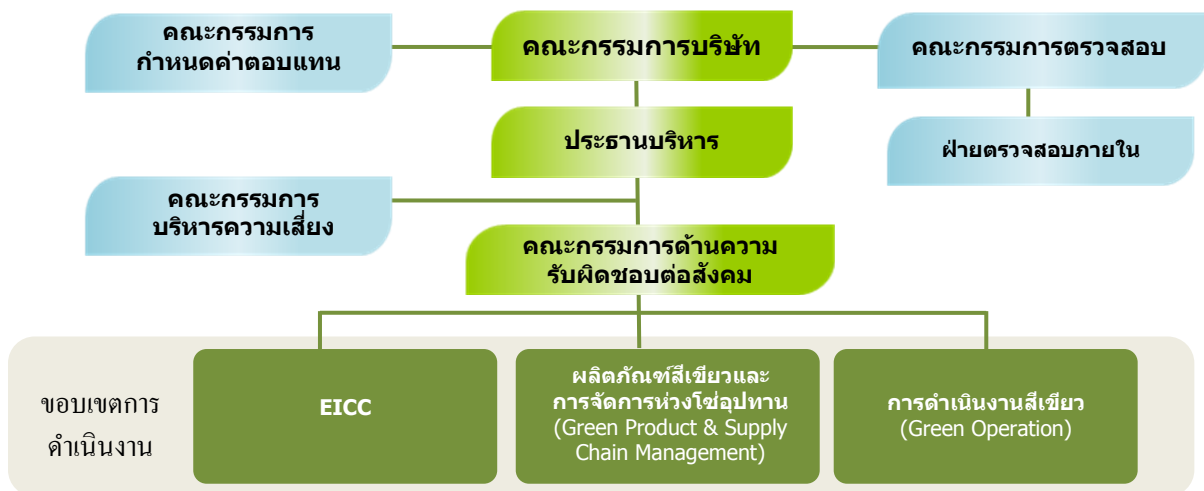 คณะกรรมการ
กำหนดค่าตอบแทน
คณะกรรมการบริษัท
คณะกรรมการตรวจสอบ
ประธานบริหาร
ฝ่ายตรวจสอบภายใน
คณะกรรมการ
บริหารความเสี่ยง
คณะกรรมการด้านความ
รับผิดชอบต่อสังคม
ขอบเขตการ
ดำเนินงาน
EICC
ผลิตภัณฑ์สีเขียวและ
การจัดการห่วงโซ่อุปทาน
(Green Product & Supply
Chain Management)
การดำเนินงานสีเขียว
(Green Operation)